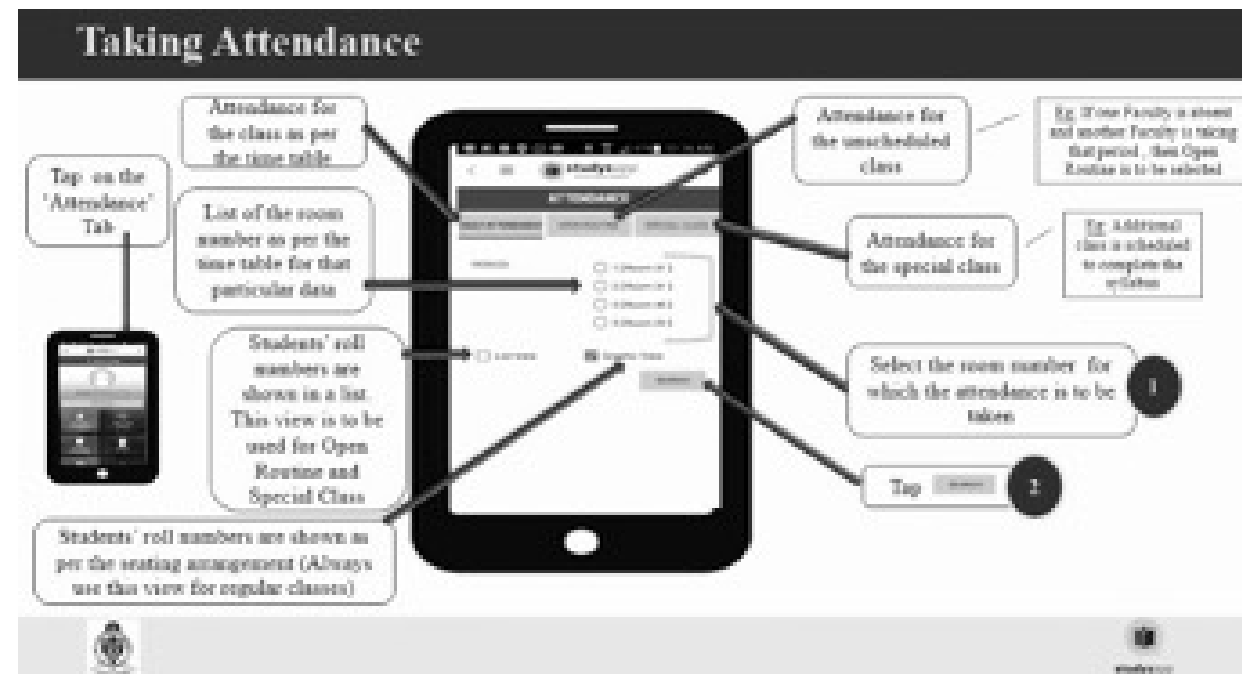 Taking Attendance
Tap on the
'Attendance'
Tab
Attendance for
the class as per
the time table
List of the room
number as per the
time table for that
particular data
Students' roll
numbers are
shown in a list.
This view is to be
used for Open
Routine and
Special Class
Students' roll numbers are shown as
per the seating arrangement (Always
use this view for regular classes)
ATTENDANCE
Attendance for
the unscheduled
class
Eg: If one Faculty is absent
and another Faculty is taking
that period, then Open
Routine is to be selected
Attendance for
the special class
Eg: Additional
class is scheduled
to complete the
syllabus
Select the room number for
which the attendance is to be
taken
1
Tap
2